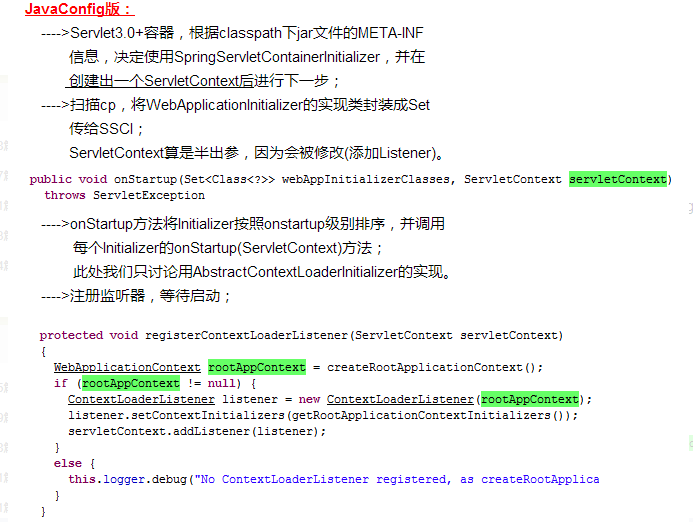 JavaConfig版：
---->Servlet3.0+容器，根据classpath下jar文件的META-INF
信息，决定使用SpringServletContainerInitializer，并在
创建出一个ServletContext后进行下一步；
---->扫描cp，将WebApplicationInitializer的实现类封装成Set
传给SSCI；
ServletContext算是半出参，因为会被修改(添加Listener)。
public void onStartup(Set<Class<?>> webAppInitializerClasses, ServletContext servletContext)
throws ServletException
---->onStartup方法将Initializer按照onstartup级别排序，并调用
每个Initializer的onStartup(ServletContext)方法；
此处我们只讨论用AbstractContextLoaderInitializer的实现。
---->注册监听器，等待启动；
protected void registerContextLoaderListener(ServletContext servletContext)
{
WebApplicationContext rootAppContext = createRootApplicationContext();
if (rootAppContext != null) {
ContextLoaderListener listener = new ContextLoaderListener(rootAppContext);
listener.setContextInitializers(getRootApplicationContextInitializers());
servletContext.addListener(listener);
}
else {
this.logger.debug("No ContextLoaderListener registered, as createRootApplica
}
}